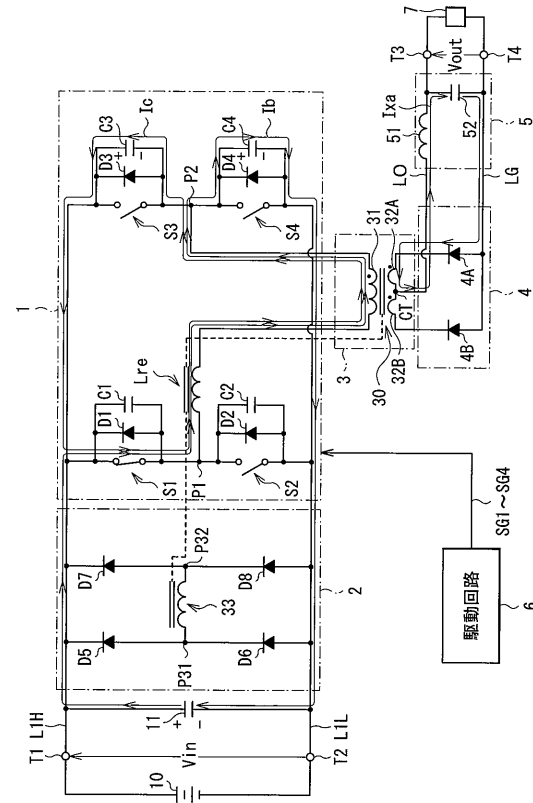 T1
L1H
10
Vin
11
+
-
T2
L1L
D5
D7
P31
P32
33
D6
D8
2
1
S1
D1
C1
Lre
P1
S2
D2
C2
S3
D3
C3
+
-
Ic
P2
S4
D4
C4
+
-
Ib
3
30
31
32A
32B
CT
4A
4B
4
LO
LG
51
Ixa
52
5
T3
Vout
T4
7
SG1~SG4
駆動回路
6